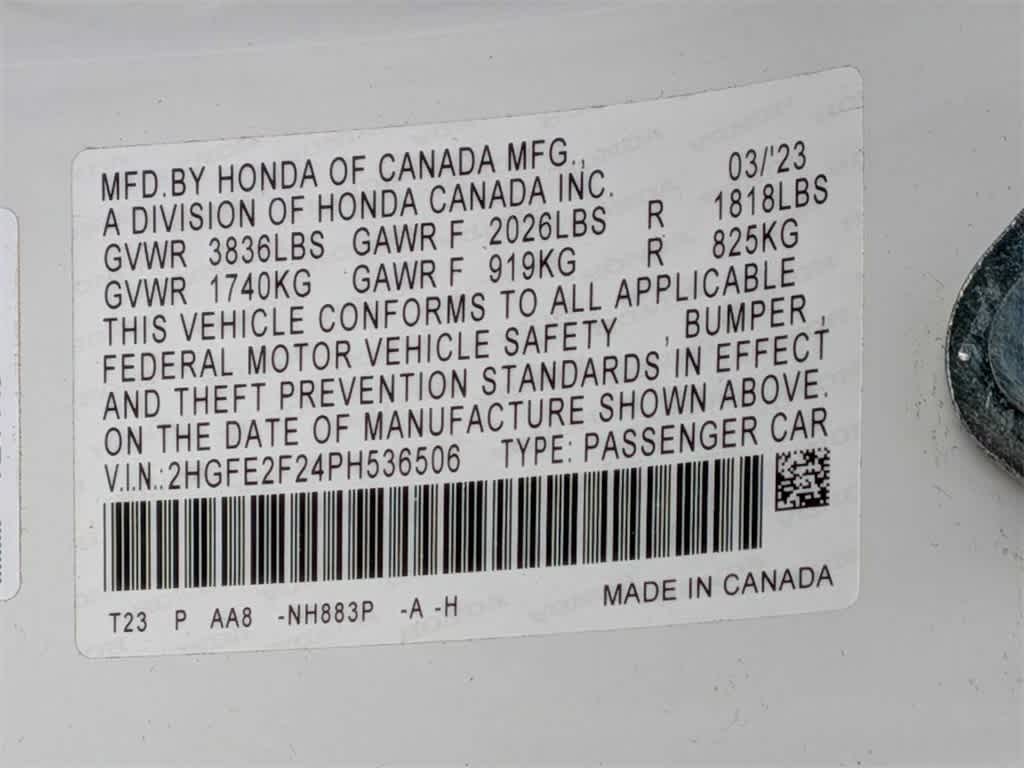 MFD.BY HONDA OF CANADA MFG., 03/'23
A DIVISION OF HONDA CANADA INC.
GVWR 3836LBS GAWR F 2026LBS R 1818LBS
GVWR 1740KG GAWR F 919KG R 825KG
THIS VEHICLE CONFORMS TO ALL APPLICABLE
FEDERAL MOTOR VEHICLE SAFETY , BUMPER ,
AND THEFT PREVENTION STANDARDS IN EFFECT
ON THE DATE OF MANUFACTURE SHOWN ABOVE.
V.I.N.:2HGFE2F24PH536506 TYPE: PASSENGER CAR
T23 P AA8 -NH883P -A -H MADE IN CANADA